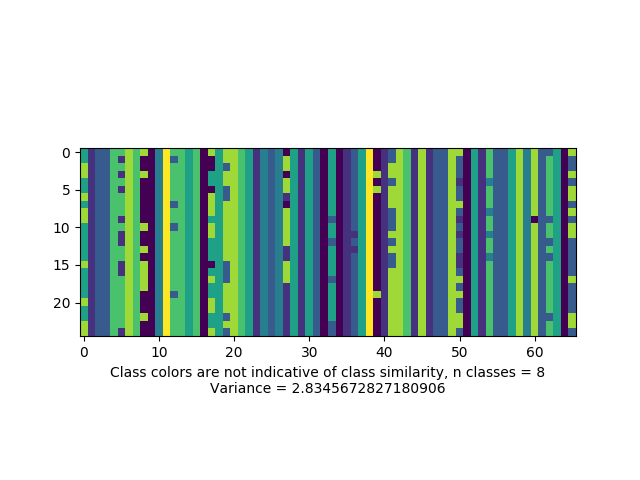 0
5
10
15
20
0 10 20 30 40 50 60
Class colors are not indicative of class similarity, n classes = 8
Variance = 2.8345672827180906